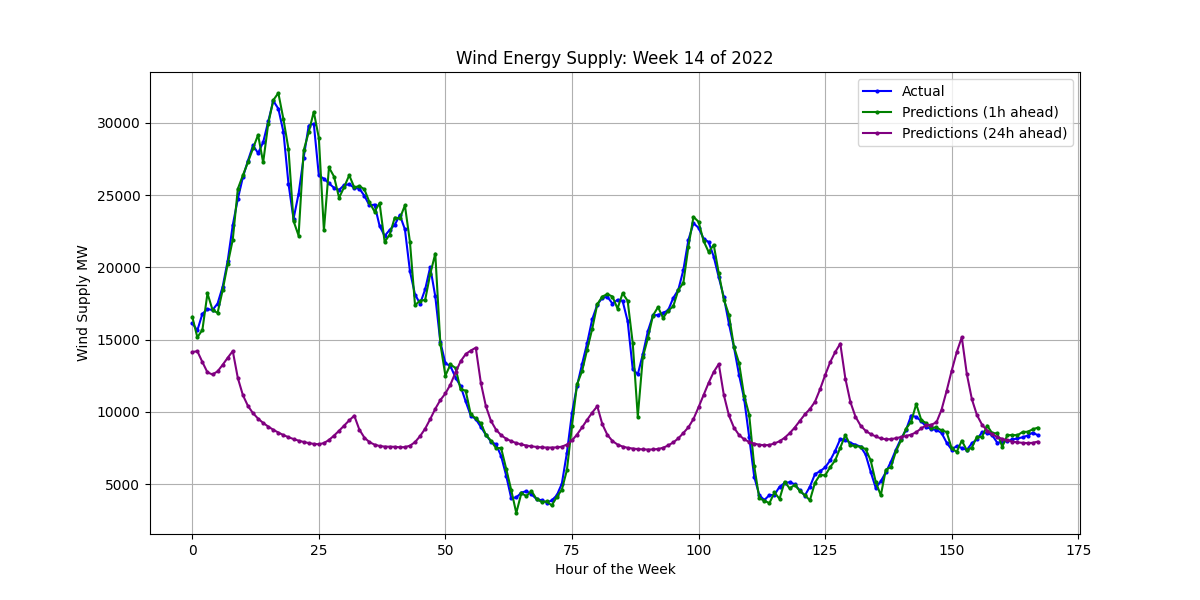 Wind Energy Supply: Week 14 of 2022
Actual
Predictions (1h ahead)
Predictions (24h ahead)
30000
25000
20000
15000
10000
5000
Wind Supply MW
0 25 50 75 100 125 150 175
Hour of the Week